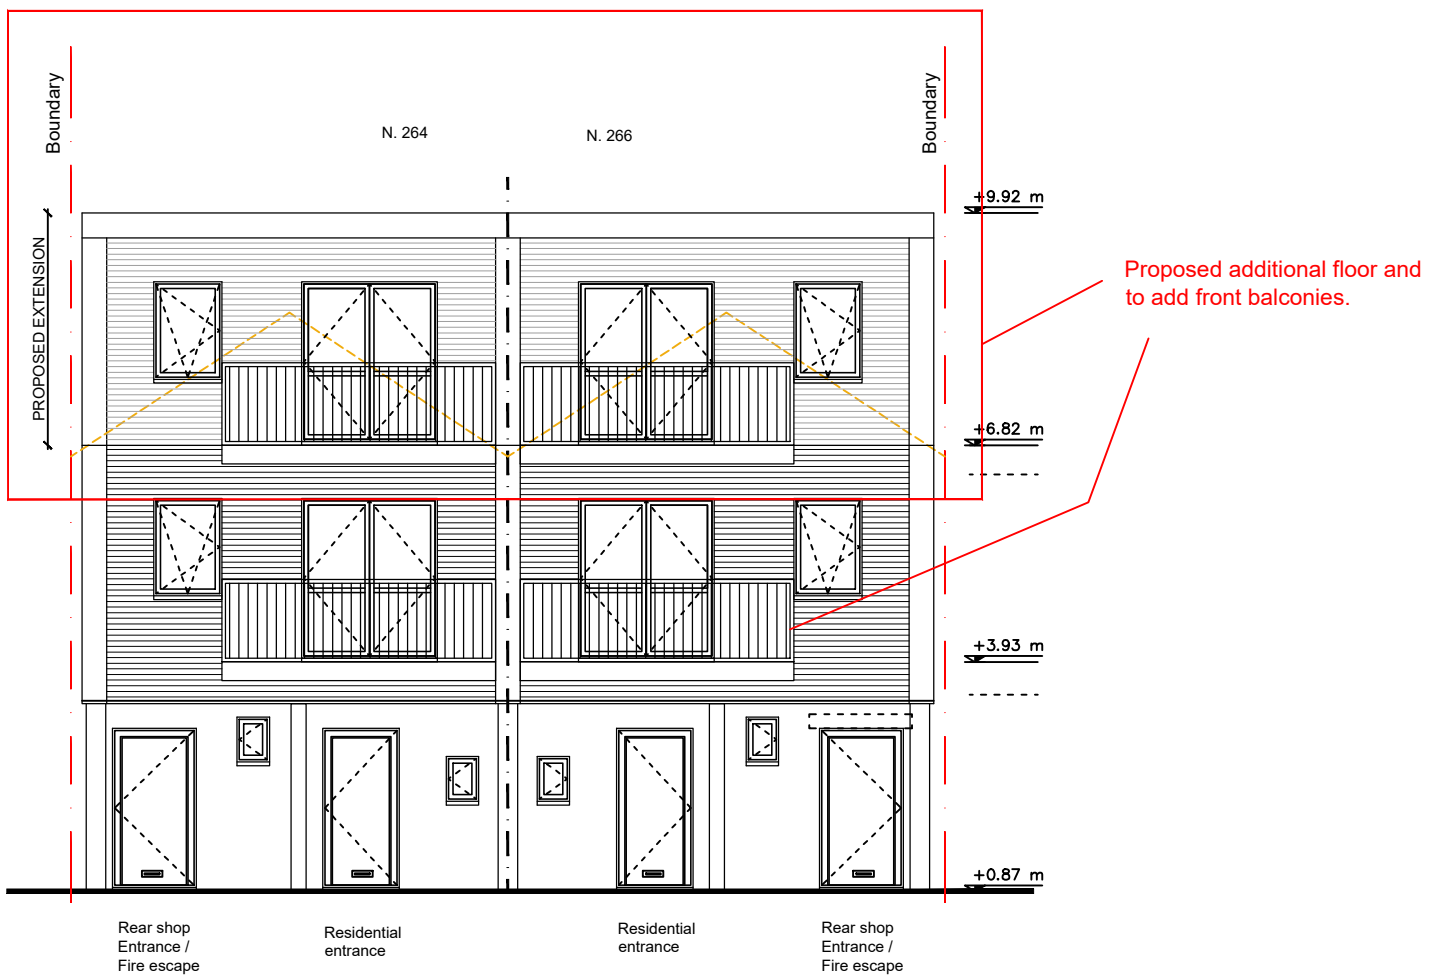 Boundary
N. 264
N. 266
Boundary
+9.92 m
PROPOSED EXTENSION
Proposed additional floor and
to add front balconies.
+6.82 m
+3.93 m
+0.87 m
Rear shop
Entrance /
Fire escape
Residential
entrance
Residential
entrance
Rear shop
Entrance /
Fire escape